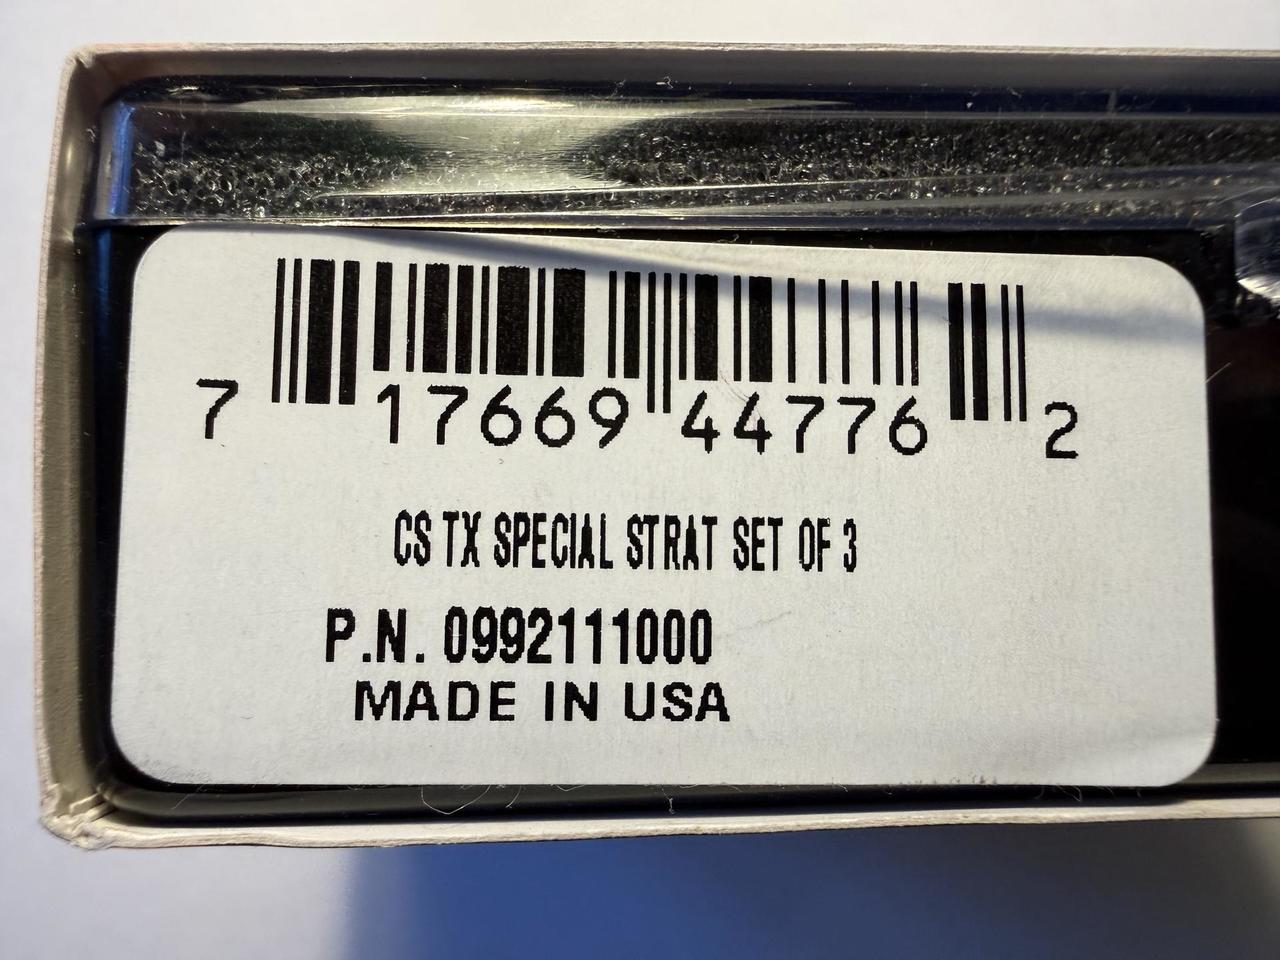 7 17669 44776 2
CS TX SPECIAL STRAT SET OF 3
P.N. 0992111000
MADE IN USA